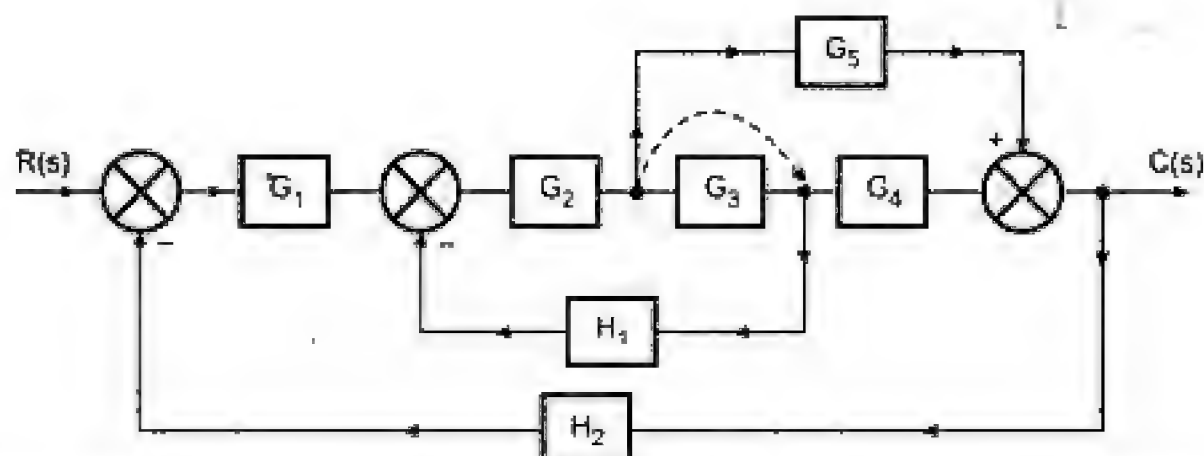 G₅
+
R(s) G₁ G₂ G₃ G₄ C(s)
− −
H₁
H₂